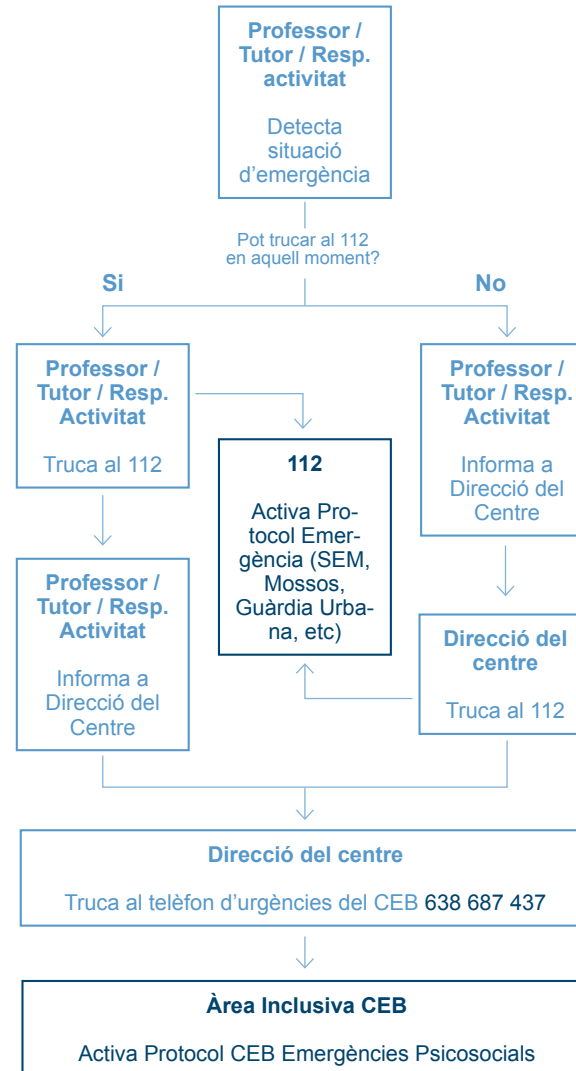 Professor /
Tutor / Resp.
activitat
Detecta
situació
d'emergència
Pot trucar al 112
en aquell moment?
Si
No
Professor /
Tutor / Resp.
Activitat
Truca al 112
Professor /
Tutor / Resp.
Activitat
Informa a
Direcció del
Centre
112
Activa Pro-
tocol Emer-
gència (SEM,
Mossos,
Guàrdia Urba-
na, etc)
Professor /
Tutor / Resp.
Activitat
Informa a
Direcció del
Centre
Direcció del
centre
Truca al 112
Direcció del centre
Truca al telèfon d'urgències del CEB 638 687 437
Àrea Inclusiva CEB
Activa Protocol CEB Emergències Psicosocials